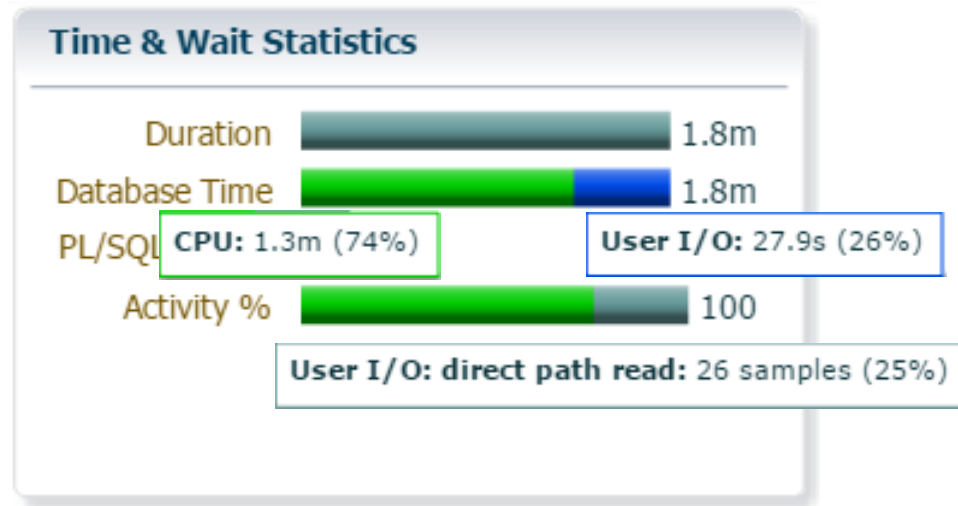 Time & Wait Statistics
Duration 1.8m
Database Time 1.8m
PL/SQL CPU: 1.3m (74%) User I/O: 27.9s (26%)
Activity % 100
User I/O: direct path read: 26 samples (25%)